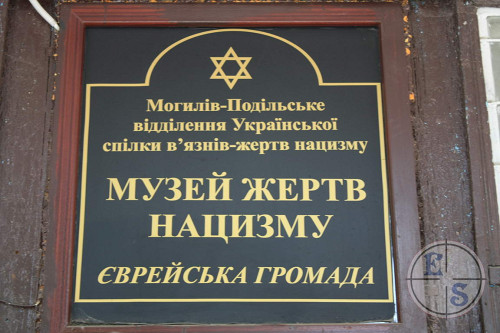 Могилів-Подільське
відділення Української
спілки в’язнів-жертв нацизму
МУЗЕЙ ЖЕРТВ
НАЦИЗМУ
ЄВРЕЙСЬКА ГРОМАДА
E
S